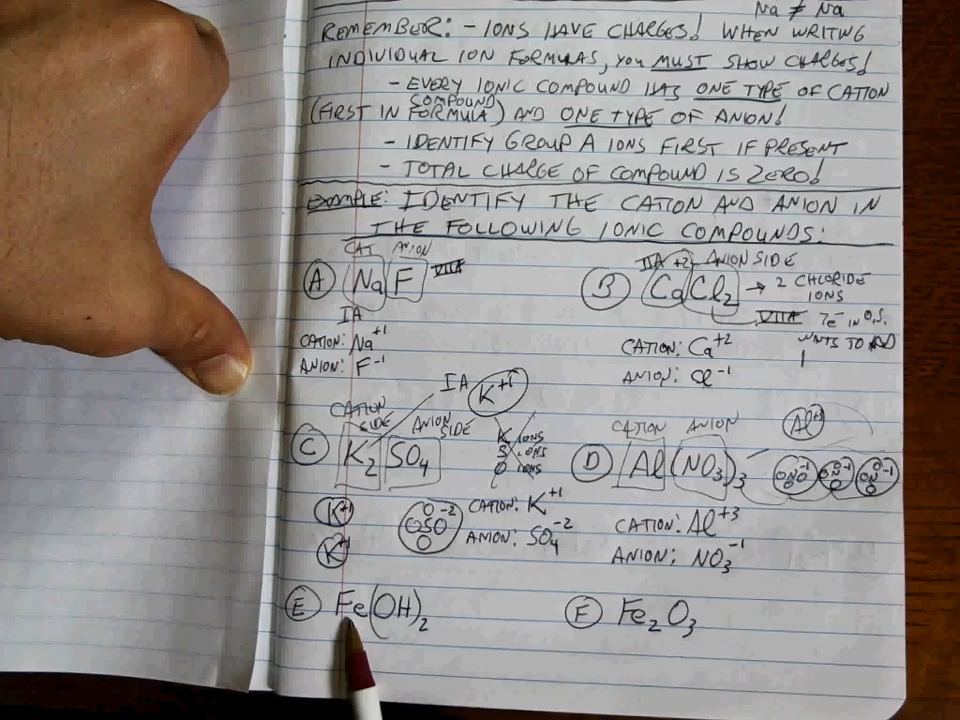 Na ≠ Na
REMEMBER: - IONS HAVE CHARGES! WHEN WRITING
INDIVIDUAL ION FORMULAS, YOU MUST SHOW CHARGES!
- EVERY IONIC COMPOUND HAS ONE TYPE OF CATION
COMPOUND
(FIRST IN FORMULA) AND ONE TYPE OF ANION!
- IDENTIFY GROUP A IONS FIRST IF PRESENT
- TOTAL CHARGE OF COMPOUND IS ZERO!
EXAMPLE: IDENTIFY THE CATION AND ANION IN
THE FOLLOWING IONIC COMPOUNDS:
CAT ANION
A NaF VIIA
IA
CATION: Na⁺¹
ANION: F⁻¹
IIA +2 ANION SIDE
B CaCl₂ → 2 CHLORIDE
IONS
VIIA 7e⁻ IN O.S.
WANTS TO ADD
1
CATION: Ca⁺²
ANION: Cl⁻¹
IA K⁺¹
CATION SIDE ANION SIDE
C K₂SO₄
K IONS
S IONS
O IONS
K⁺¹
K⁺¹
O⁻²
OSO
O
CATION: K⁺¹
ANION: SO₄⁻²
CATION ANION
D Al(NO₃)₃
CATION: Al⁺³
ANION: NO₃⁻¹
E Fe(OH)₂
F Fe₂O₃